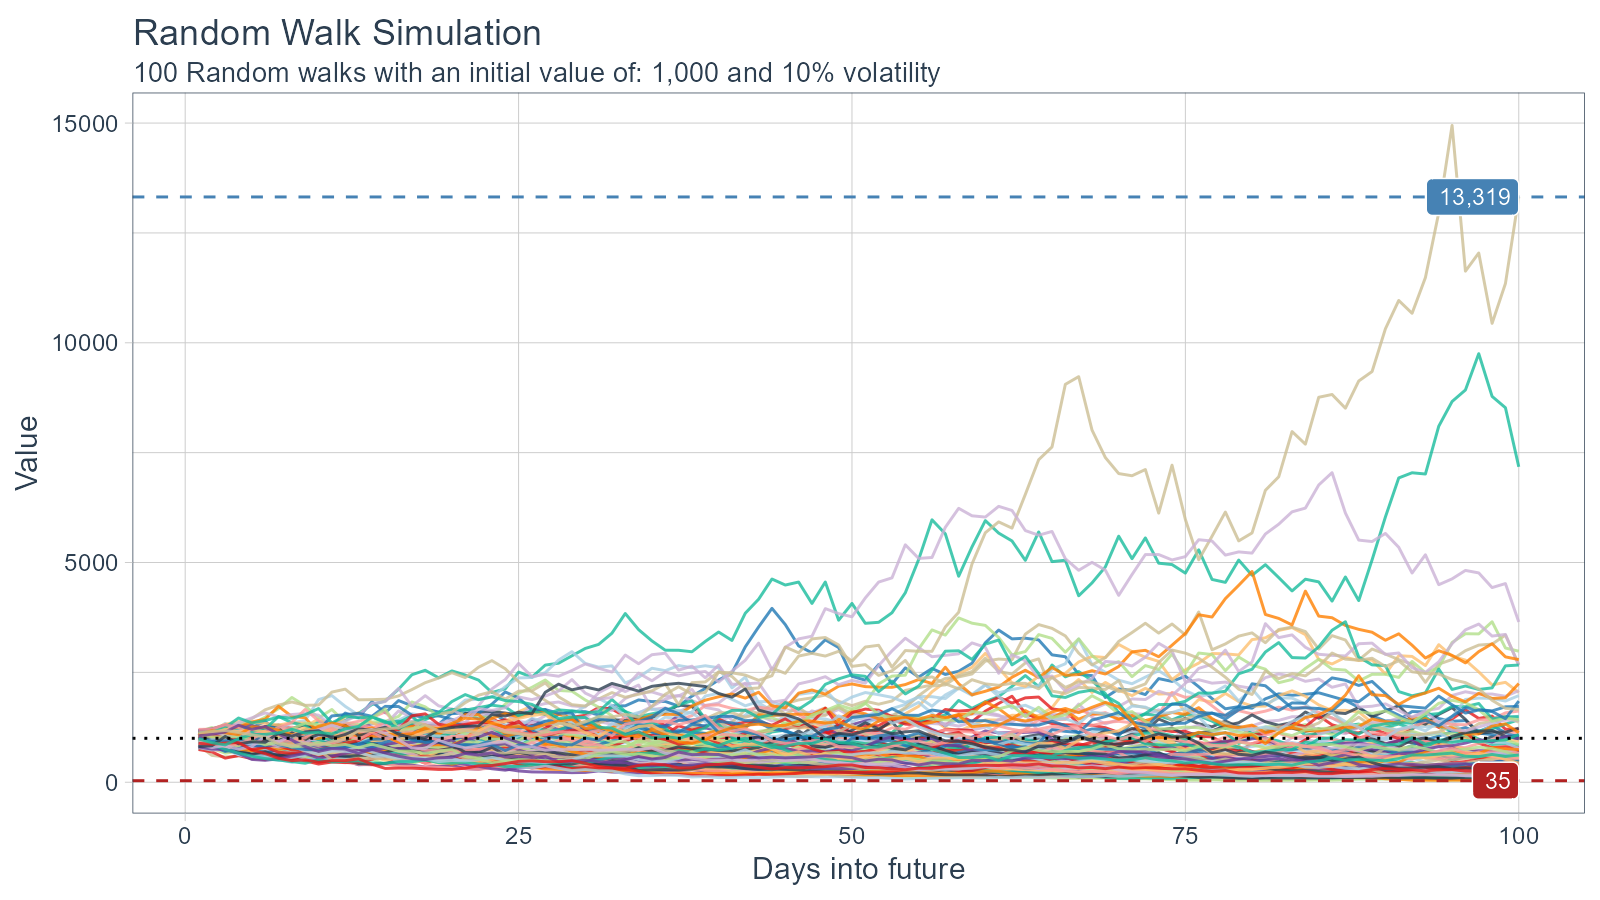 Random Walk Simulation
100 Random walks with an initial value of: 1,000 and 10% volatility
Value
15000
10000
5000
0
13,319
35
0 25 50 75 100
Days into future